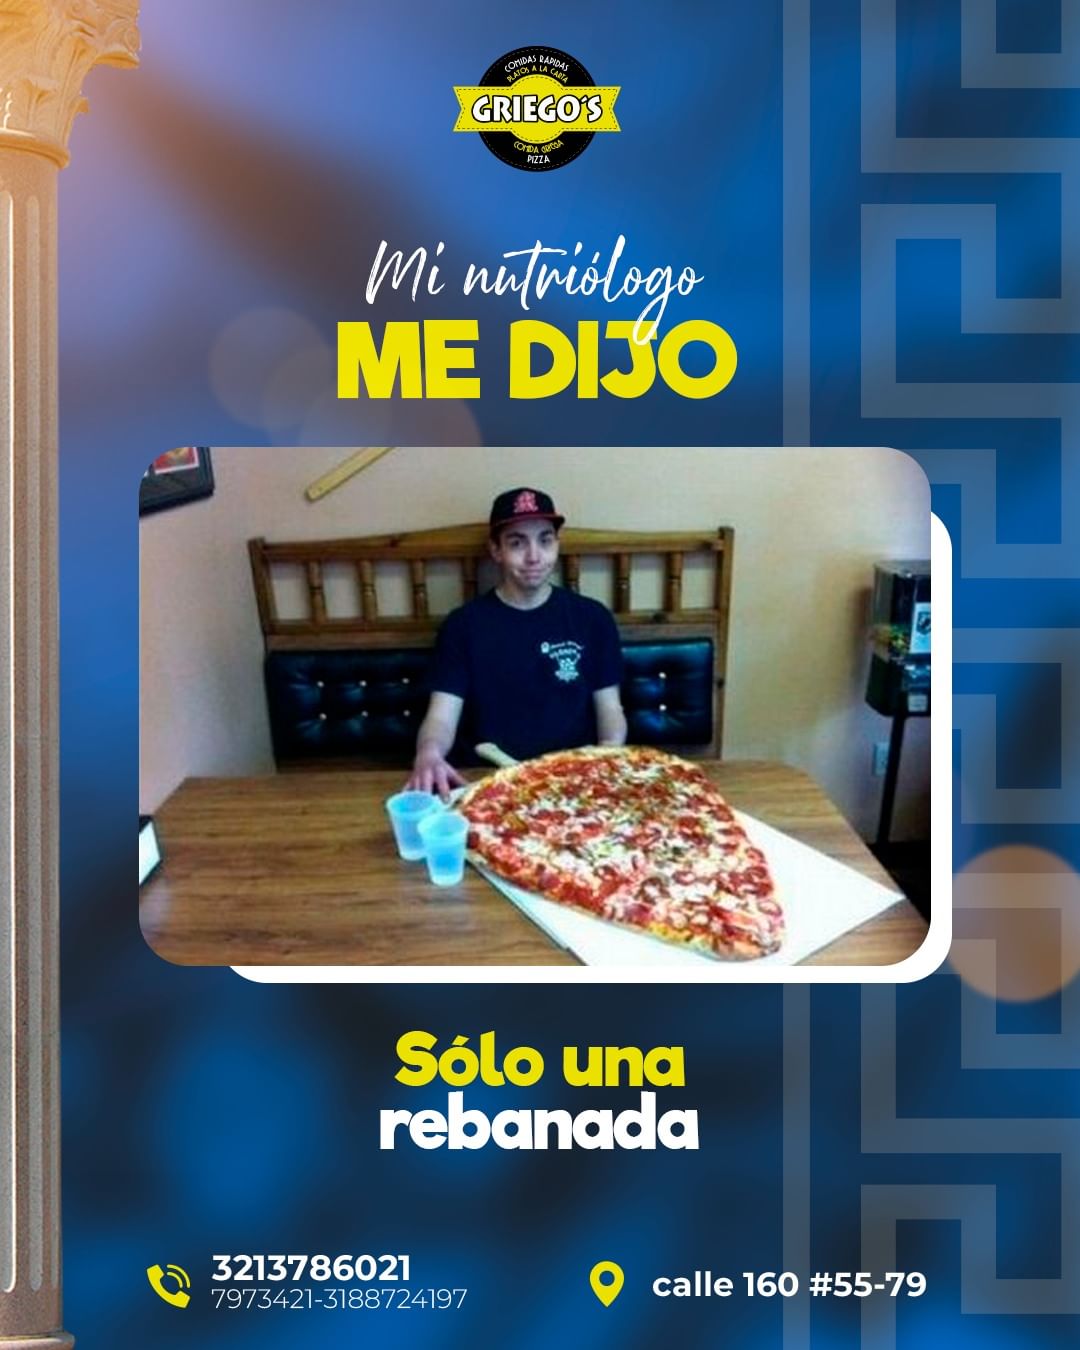 COMIDAS RAPIDAS
PLATOS A LA CARTA
GRIEGO'S
COMIDA GRIEGA
PIZZA
Mi nutriólogo
ME DIJO
Sólo una
rebanada
3213786021
7973421-3188724197
calle 160 #55-79